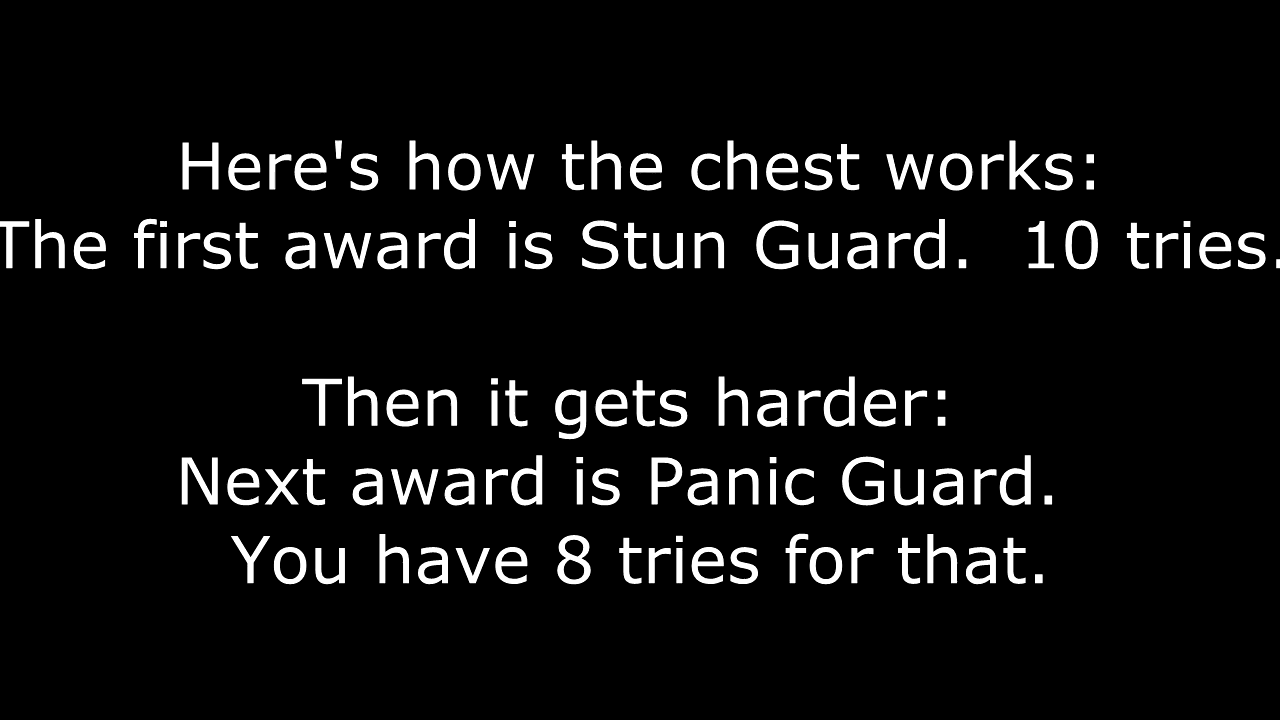 Here's how the chest works:
The first award is Stun Guard.  10 tries.
Then it gets harder:
Next award is Panic Guard.
You have 8 tries for that.